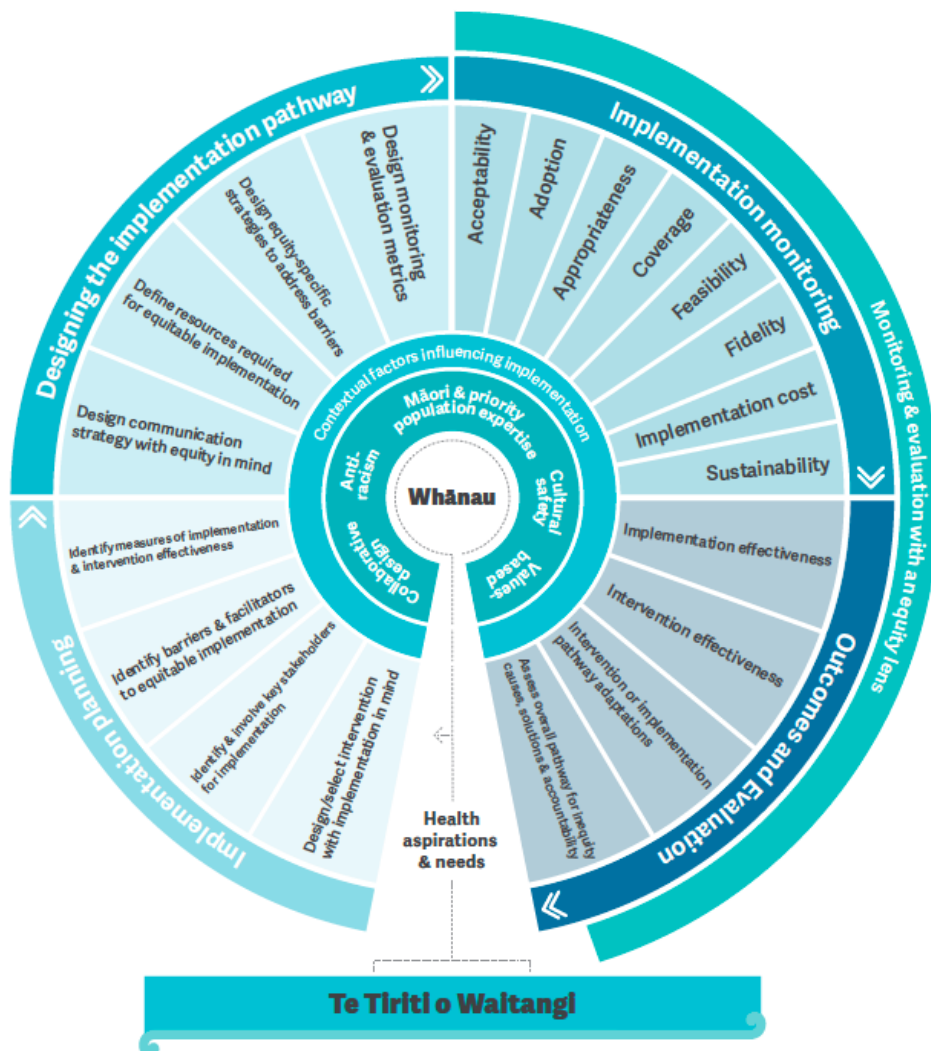 Designing the implementation pathway
Design monitoring
& evaluation metrics
Design equity-specific
strategies to address barriers
Define resources required
for equitable implementation
Design communication
strategy with equity in mind
Implementation monitoring
Acceptability
Adoption
Appropriateness
Coverage
Feasibility
Fidelity
Implementation cost
Sustainability
Monitoring & evaluation with an equity lens
Contextual factors influencing implementation
Māori & priority
population expertise
Anti-
racism
Cultural
safety
Collaborative
design
Values-
based
Whānau
Implementation planning
Identify measures of implementation
& intervention effectiveness
Identify barriers & facilitators
to equitable implementation
Identify & involve key stakeholders
for implementation
Design/select intervention
with implementation in mind
Outcomes and Evaluation
Implementation effectiveness
Intervention effectiveness
Intervention or implementation
pathway adaptations
Assess overall pathway for inequity
causes, solutions & accountability
Health
aspirations
& needs
Te Tiriti o Waitangi